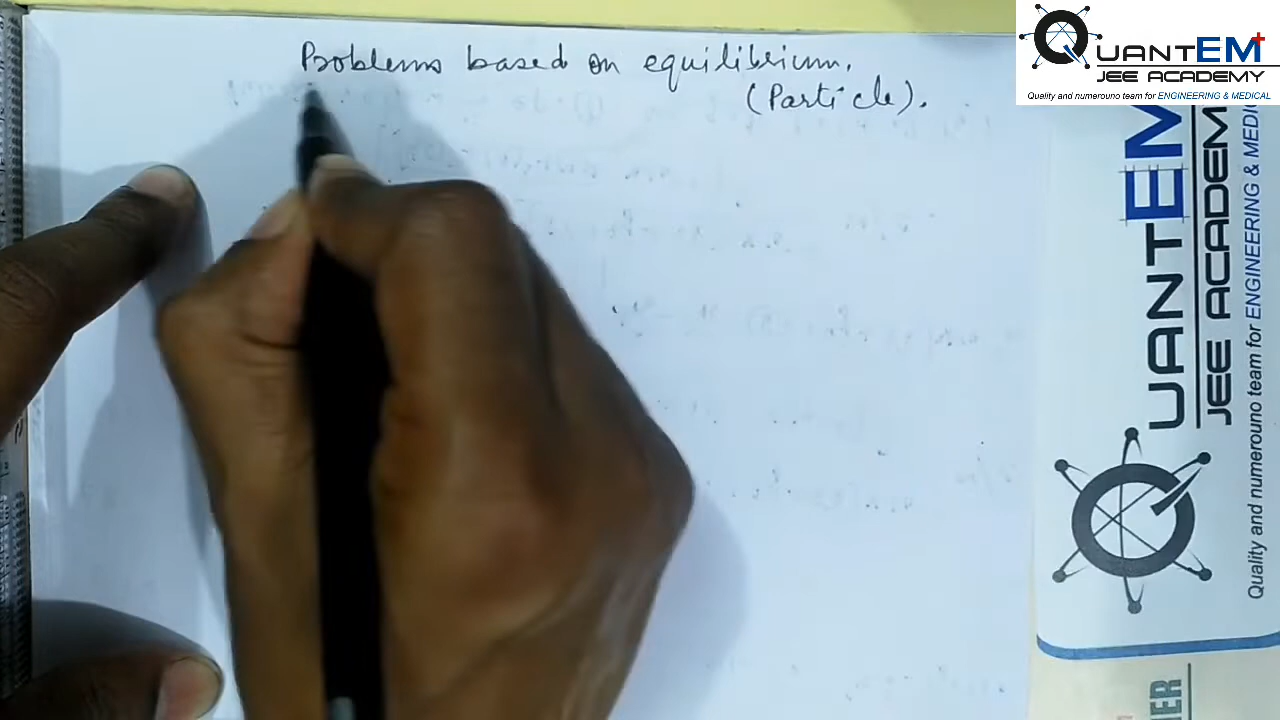 Problems based on equilibrium.
(Particle).
QUANTEM+
JEE ACADEMY
Quality and numerouno team for ENGINEERING & MEDICAL
UANTEM
JEE ACADEM
Quality and numerouno team for ENGINEERING & MEDIC